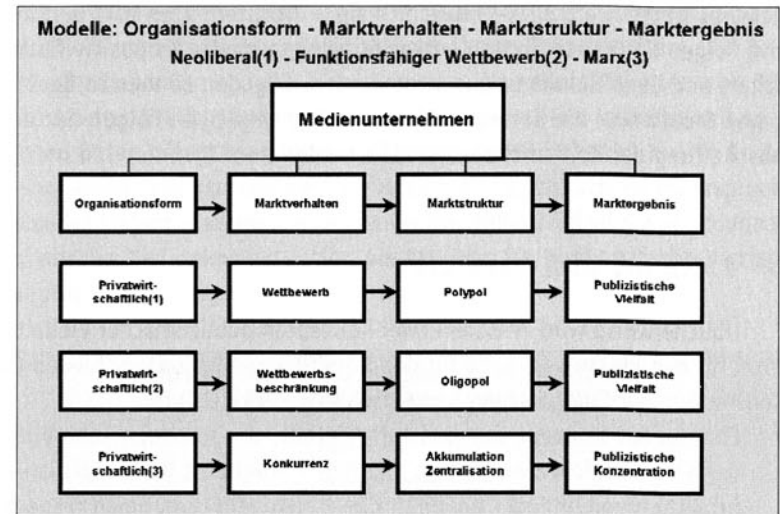 Modelle: Organisationsform - Marktverhalten - Marktstruktur - Marktergebnis
Neoliberal(1) - Funktionsfähiger Wettbewerb(2) - Marx(3)
Medienunternehmen
Organisationsform
Marktverhalten
Marktstruktur
Marktergebnis
Privatwirt-
schaftlich(1)
Wettbewerb
Polypol
Publizistische
Vielfalt
Privatwirt-
schaftlich(2)
Wettbewerbs-
beschränkung
Oligopol
Publizistische
Vielfalt
Privatwirt-
schaftlich(3)
Konkurrenz
Akkumulation
Zentralisation
Publizistische
Konzentration